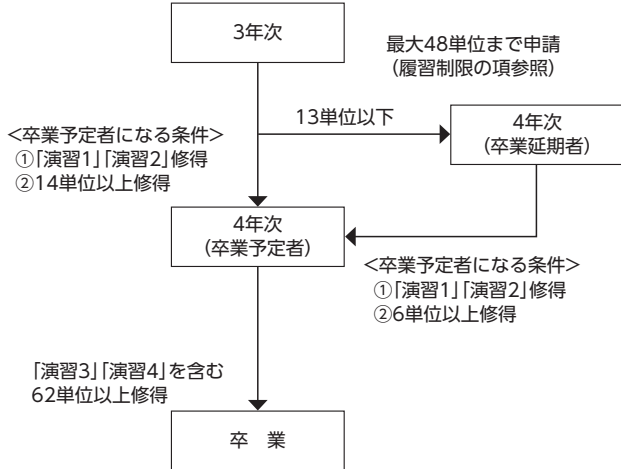 3年次
最大48単位まで申請
(履習制限の項参照)
13単位以下
4年次
(卒業延期者)
<卒業予定者になる条件>
①「演習1」「演習2」修得
②14単位以上修得
4年次
(卒業予定者)
<卒業予定者になる条件>
①「演習1」「演習2」修得
②6単位以上修得
「演習3」「演習4」を含む
62単位以上修得
卒　業